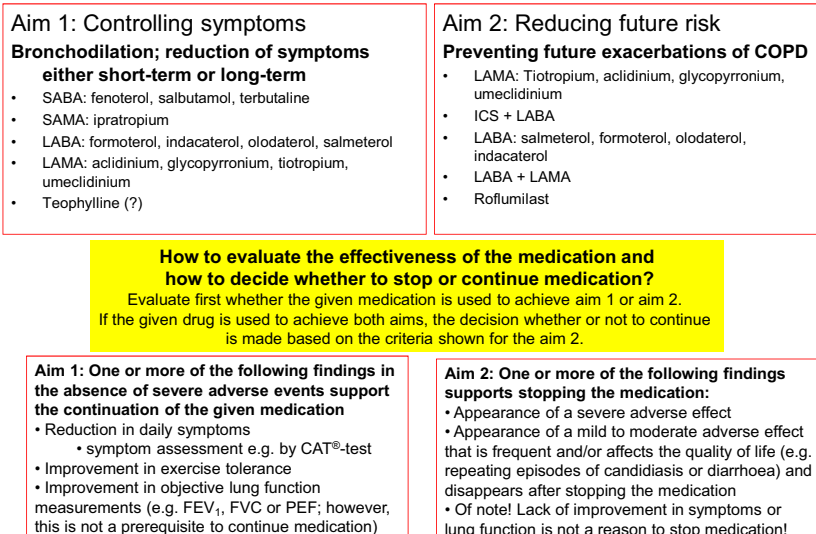 Aim 1: Controlling symptoms
Bronchodilation; reduction of symptoms
either short-term or long-term
• SABA: fenoterol, salbutamol, terbutaline
• SAMA: ipratropium
• LABA: formoterol, indacaterol, olodaterol, salmeterol
• LAMA: aclidinium, glycopyrronium, tiotropium,
umeclidinium
• Teophylline (?)
Aim 2: Reducing future risk
Preventing future exacerbations of COPD
• LAMA: Tiotropium, aclidinium, glycopyrronium,
umeclidinium
• ICS + LABA
• LABA: salmeterol, formoterol, olodaterol,
indacaterol
• LABA + LAMA
• Roflumilast
How to evaluate the effectiveness of the medication and
how to decide whether to stop or continue medication?
Evaluate first whether the given medication is used to achieve aim 1 or aim 2.
If the given drug is used to achieve both aims, the decision whether or not to continue
is made based on the criteria shown for the aim 2.
Aim 1: One or more of the following findings in
the absence of severe adverse events support
the continuation of the given medication
• Reduction in daily symptoms
• symptom assessment e.g. by CAT®-test
• Improvement in exercise tolerance
• Improvement in objective lung function
measurements (e.g. FEV₁, FVC or PEF; however,
this is not a prerequisite to continue medication)
Aim 2: One or more of the following findings
supports stopping the medication:
• Appearance of a severe adverse effect
• Appearance of a mild to moderate adverse effect
that is frequent and/or affects the quality of life (e.g.
repeating episodes of candidiasis or diarrhoea) and
disappears after stopping the medication
• Of note! Lack of improvement in symptoms or
lung function is not a reason to stop medication!